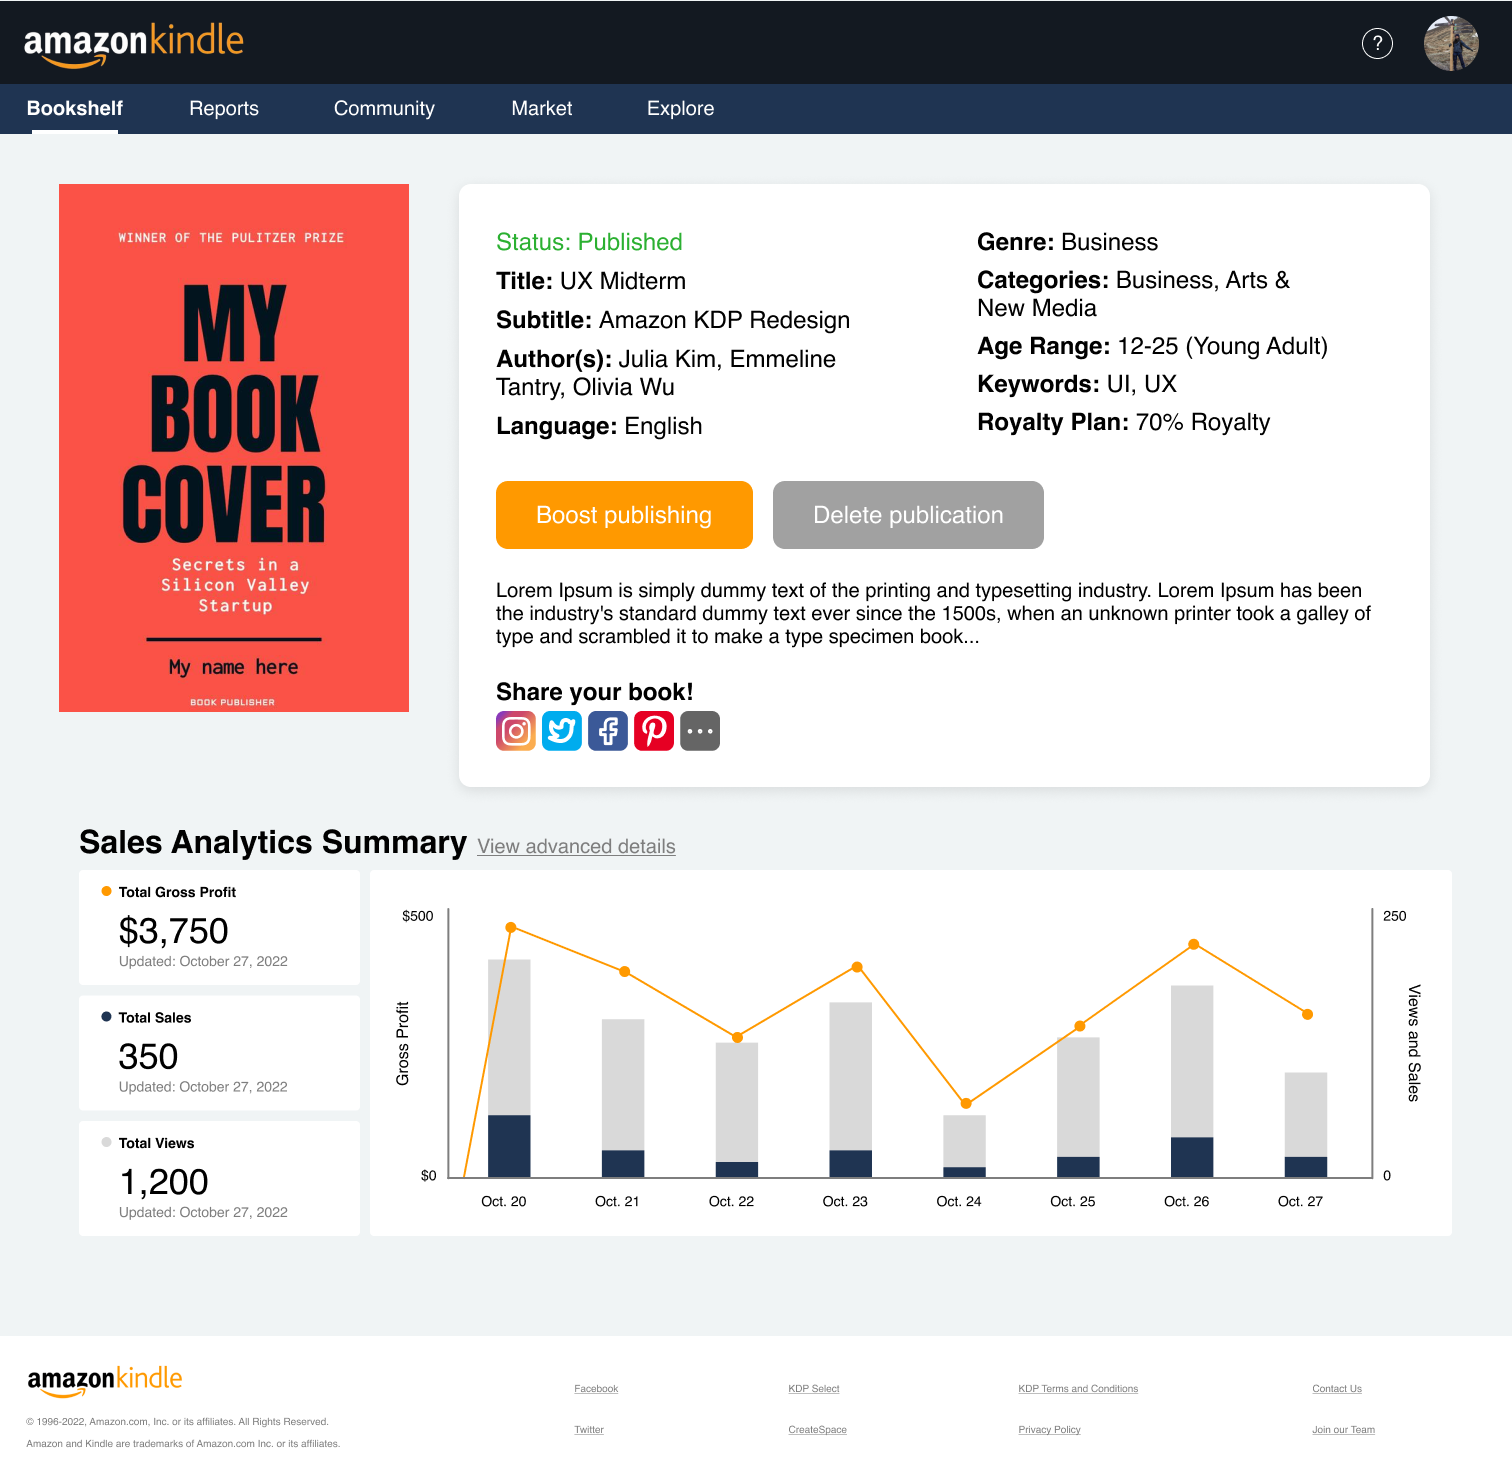 amazonkindle
?
Bookshelf Reports Community Market Explore
WINNER OF THE PULITZER PRIZE
MY
BOOK
COVER
Secrets in a
Silicon Valley
Startup
My name here
BOOK PUBLISHER
Status: Published
Title: UX Midterm
Subtitle: Amazon KDP Redesign
Author(s): Julia Kim, Emmeline
Tantry, Olivia Wu
Language: English
Genre: Business
Categories: Business, Arts &
New Media
Age Range: 12-25 (Young Adult)
Keywords: UI, UX
Royalty Plan: 70% Royalty
Boost publishing
Delete publication
Lorem Ipsum is simply dummy text of the printing and typesetting industry. Lorem Ipsum has been
the industry's standard dummy text ever since the 1500s, when an unknown printer took a galley of
type and scrambled it to make a type specimen book...
Share your book!
Sales Analytics Summary View advanced details
Total Gross Profit
$3,750
Updated: October 27, 2022
Total Sales
350
Updated: October 27, 2022
Total Views
1,200
Updated: October 27, 2022
$500
Gross Profit
$0
250
Views and Sales
0
Oct. 20 Oct. 21 Oct. 22 Oct. 23 Oct. 24 Oct. 25 Oct. 26 Oct. 27
amazonkindle
© 1996-2022, Amazon.com, Inc. or its affiliates. All Rights Reserved.
Amazon and Kindle are trademarks of Amazon.com Inc. or its affiliates.
Facebook KDP Select KDP Terms and Conditions Contact Us
Twitter CreateSpace Privacy Policy Join our Team